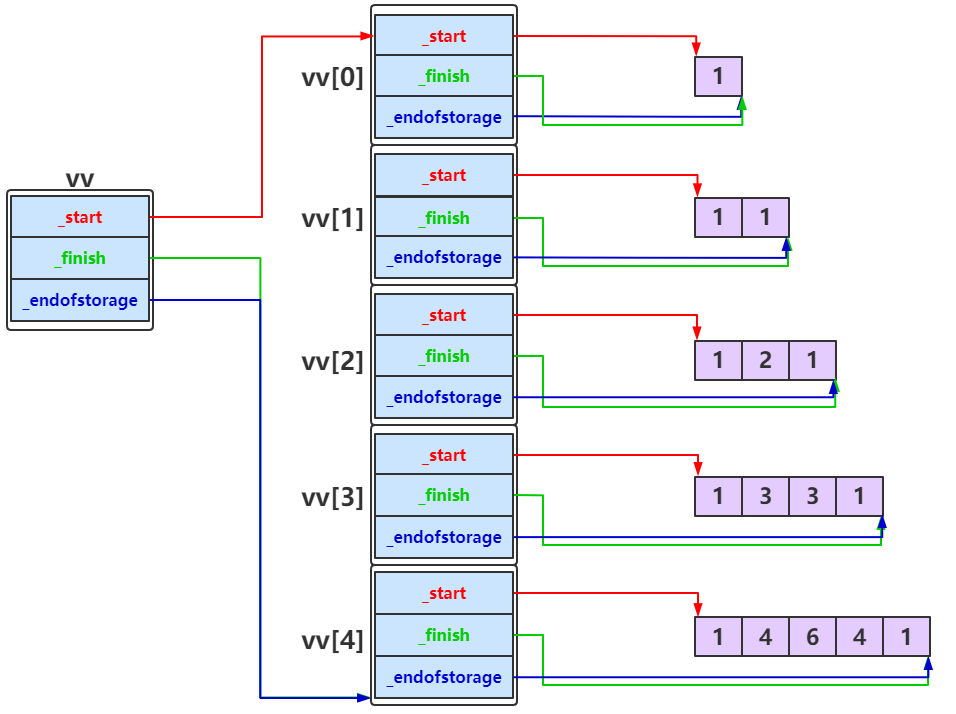 vv
_start
_finish
_endofstorage
vv[0]
_start
_finish
_endofstorage
1
vv[1]
_start
_finish
_endofstorage
1 1
vv[2]
_start
_finish
_endofstorage
1 2 1
vv[3]
_start
_finish
_endofstorage
1 3 3 1
vv[4]
_start
_finish
_endofstorage
1 4 6 4 1